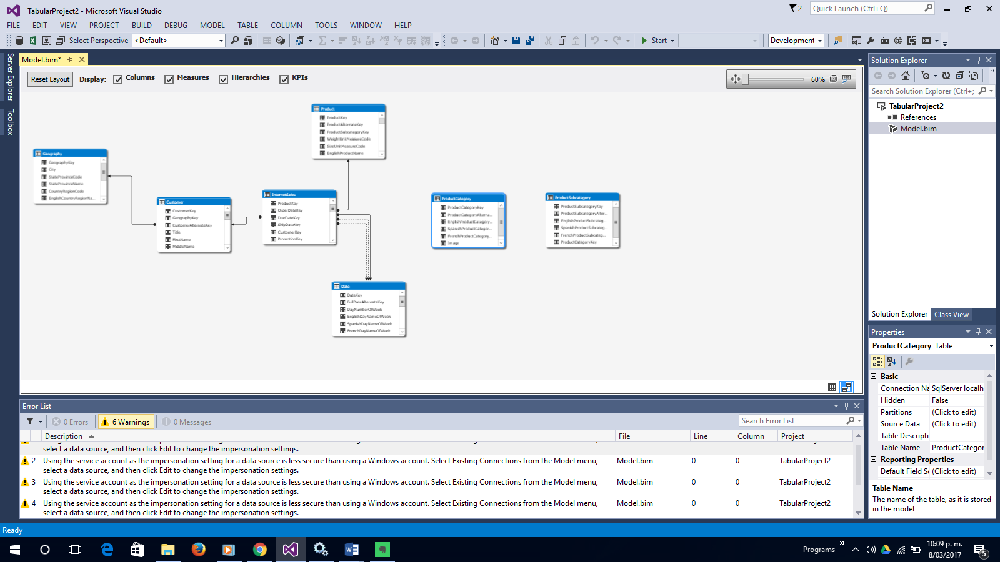 TabularProject2 - Microsoft Visual Studio
2
Quick Launch (Ctrl+Q)
FILE EDIT VIEW PROJECT BUILD DEBUG MODEL TABLE COLUMN TOOLS WINDOW HELP
Select Perspective <Default> Start Development
Server Explorer
Toolbox
Model.bim*
Reset Layout Display: Columns Measures Hierarchies KPIs
60%
Product
ProductKey
ProductAlternateKey
ProductSubcategoryKey
WeightUnitMeasureCode
SizeUnitMeasureCode
EnglishProductName
Geography
GeographyKey
City
StateProvinceCode
StateProvinceName
CountryRegionCode
EnglishCountryRegionNa...
Customer
CustomerKey
GeographyKey
CustomerAlternateKey
Title
FirstName
MiddleName
InternetSales
ProductKey
OrderDateKey
DueDateKey
ShipDateKey
CustomerKey
PromotionKey
ProductCategory
ProductCategoryKey
ProductCategoryAlterna...
EnglishProductCategory...
SpanishProductCategor...
FrenchProductCategory...
Image
ProductSubcategory
ProductSubcategoryKey
ProductSubcategoryAlter...
EnglishProductSubcateg...
SpanishProductSubcateg...
FrenchProductSubcateg...
ProductCategoryKey
Date
DateKey
FullDateAlternateKey
DayNumberOfWeek
EnglishDayNameOfWeek
SpanishDayNameOfWeek
FrenchDayNameOfWeek
Solution Explorer
Search Solution Explorer (Ctrl+;
TabularProject2
References
Model.bim
Solution Explorer Class View
Properties
ProductCategory Table
Basic
Connection Na SqlServer localh
Hidden False
Partitions (Click to edit)
Source Data (Click to edit)
Table Descripti
Table Name ProductCategor
Reporting Properties
Default Field Se (Click to edit)
Table Name
The name of the table, as it is stored
in the model
Error List
0 Errors 6 Warnings 0 Messages
Search Error List
Description File Line Column Project
select a data source, and then click Edit to change the impersonation settings.
2 Using the service account as the impersonation setting for a data source is less secure than using a Windows account. Select Existing Connections from the Model menu, Model.bim 0 0 TabularProject2
select a data source, and then click Edit to change the impersonation settings.
3 Using the service account as the impersonation setting for a data source is less secure than using a Windows account. Select Existing Connections from the Model menu, Model.bim 0 0 TabularProject2
select a data source, and then click Edit to change the impersonation settings.
4 Using the service account as the impersonation setting for a data source is less secure than using a Windows account. Select Existing Connections from the Model menu, Model.bim 0 0 TabularProject2
select a data source, and then click Edit to change the impersonation settings.
Ready
Programs
10:09 p. m.
8/03/2017
5